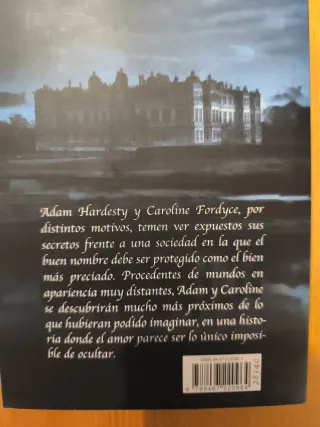 Adam Hardesty y Caroline Fordyce, por
distintos motivos, temen ver expuestos sus
secretos frente a una sociedad en la que el
buen nombre debe ser protegido como el bien
más preciado. Procedentes de mundos en
apariencia muy distantes, Adam y Caroline
se descubrirán mucho más próximos de lo
que hubieran podido imaginar, en una histo-
ria donde el amor parece ser lo único imposi-
ble de ocultar.